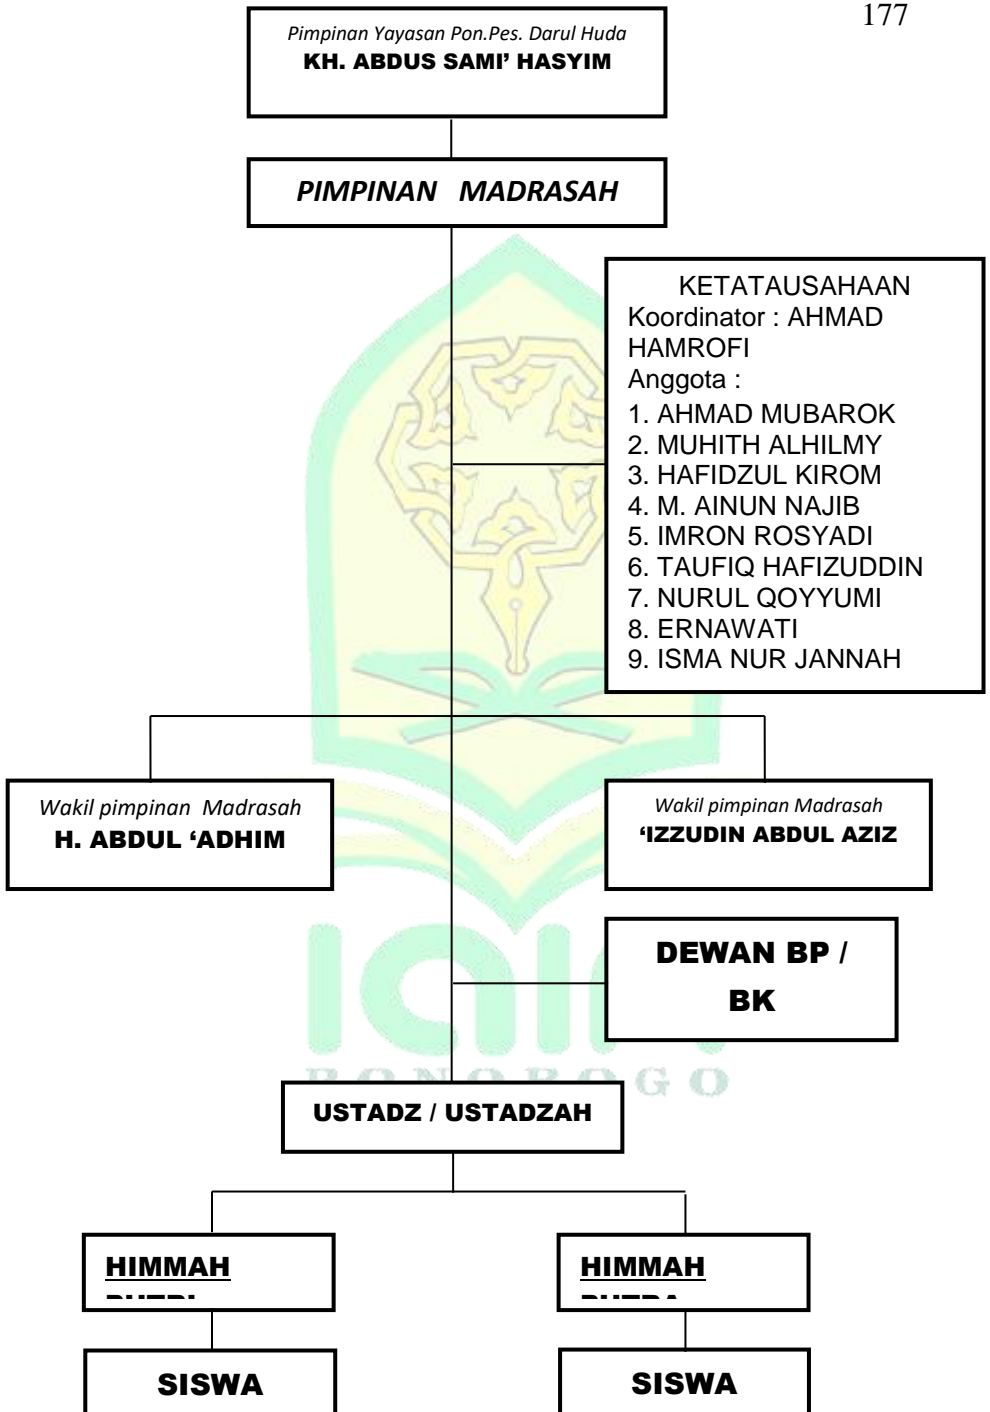 177
Pimpinan Yayasan Pon.Pes. Darul Huda
KH. ABDUS SAMI’ HASYIM
PIMPINAN MADRASAH
KETATAUSAHAAN
Koordinator : AHMAD
HAMROFI
Anggota :
1. AHMAD MUBAROK
2. MUHITH ALHILMY
3. HAFIDZUL KIROM
4. M. AINUN NAJIB
5. IMRON ROSYADI
6. TAUFIQ HAFIZUDDIN
7. NURUL QOYYUMI
8. ERNAWATI
9. ISMA NUR JANNAH
Wakil pimpinan Madrasah
H. ABDUL ‘ADHIM
Wakil pimpinan Madrasah
‘IZZUDIN ABDUL AZIZ
DEWAN BP /
BK
IAIN
PONOROGO
USTADZ / USTADZAH
HIMMAH
HIMMAH
SISWA
SISWA